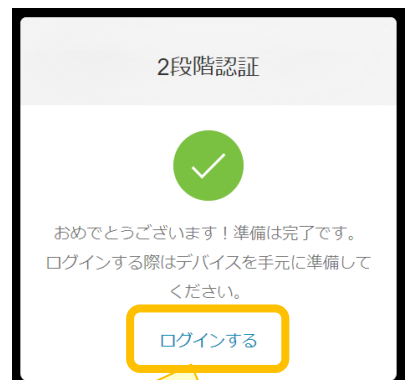 2段階認証
おめでとうございます！準備は完了です。
ログインする際はデバイスを手元に準備して
ください。
ログインする